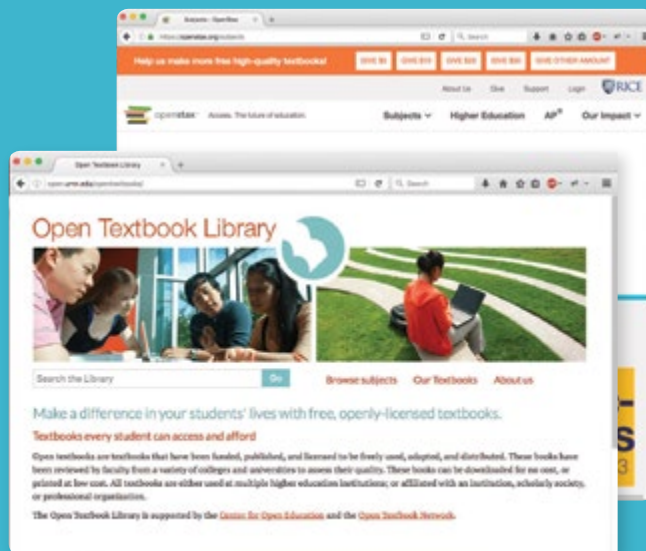 Subjects - OpenStax
https://openstax.org/subjects
Search
Help us make more free high-quality textbooks!
GIVE $5
GIVE $10
GIVE OTHER AMOUNT
About Us Give Support Login RICE
openstax Access. The future of education.
Subjects Higher Education AP® Our Impact
Open Textbook Library
open.umn.edu/opentextbooks/
Search
Open Textbook Library
Search the Library
Go
Browse subjects Our Textbooks About us
Make a difference in your students' lives with free, openly-licensed textbooks.
Textbooks every student can access and afford
Open textbooks are textbooks that have been funded, published, and licensed to be freely used, adapted, and distributed. These books have
been reviewed by faculty from a variety of colleges and universities to assess their quality. These books can be downloaded for no cost, or
printed at low cost. All textbooks are either used at multiple higher education institutions; or affiliated with an institution, scholarly society,
or professional organization.
The Open Textbook Library is supported by the Center for Open Education and the Open Textbook Network.
S
3